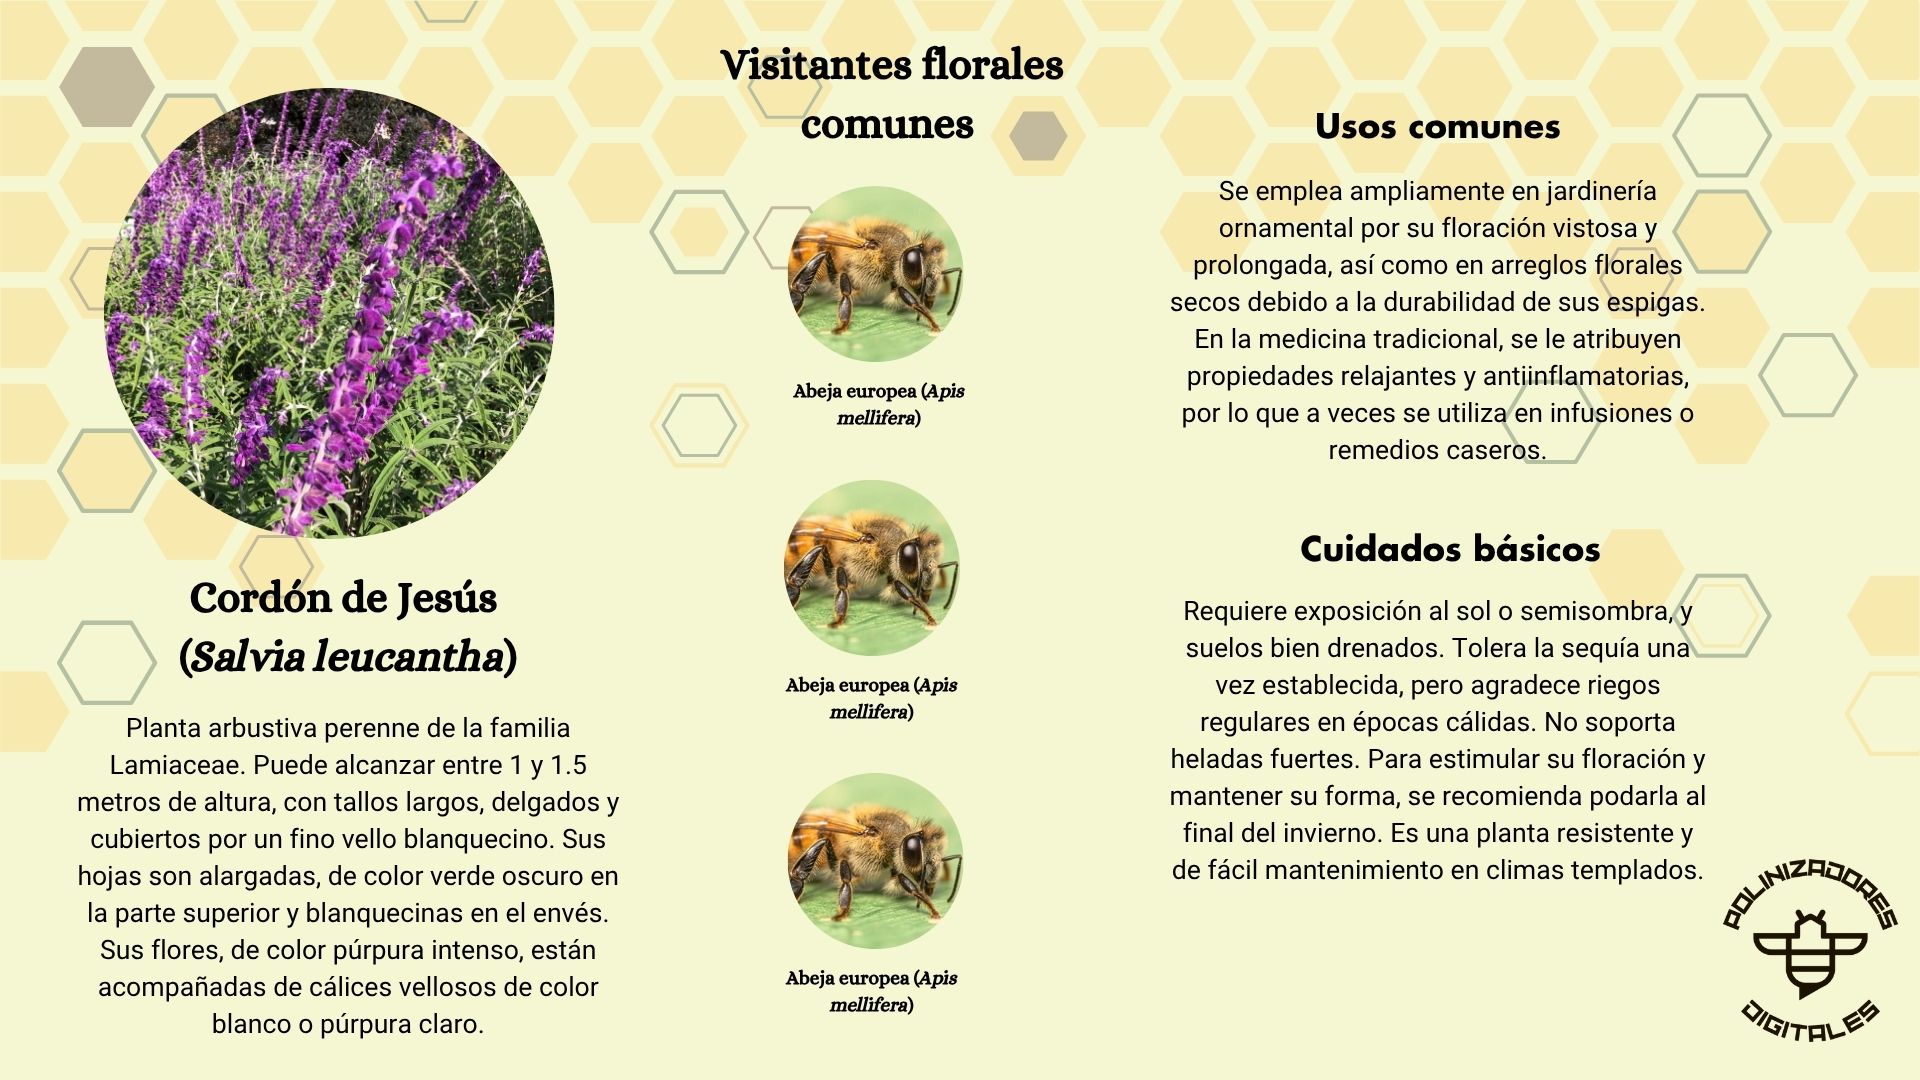 Cordón de Jesús
(Salvia leucantha)
Planta arbustiva perenne de la familia
Lamiaceae. Puede alcanzar entre 1 y 1.5
metros de altura, con tallos largos, delgados y
cubiertos por un fino vello blanquecino. Sus
hojas son alargadas, de color verde oscuro en
la parte superior y blanquecinas en el envés.
Sus flores, de color púrpura intenso, están
acompañadas de cálices vellosos de color
blanco o púrpura claro.
Visitantes florales
comunes
Abeja europea (Apis
mellifera)
Abeja europea (Apis
mellifera)
Abeja europea (Apis
mellifera)
Usos comunes
Se emplea ampliamente en jardinería
ornamental por su floración vistosa y
prolongada, así como en arreglos florales
secos debido a la durabilidad de sus espigas.
En la medicina tradicional, se le atribuyen
propiedades relajantes y antiinflamatorias,
por lo que a veces se utiliza en infusiones o
remedios caseros.
Cuidados básicos
Requiere exposición al sol o semisombra, y
suelos bien drenados. Tolera la sequía una
vez establecida, pero agradece riegos
regulares en épocas cálidas. No soporta
heladas fuertes. Para estimular su floración y
mantener su forma, se recomienda podarla al
final del invierno. Es una planta resistente y
de fácil mantenimiento en climas templados.
POLINIZADORES
DIGITALES